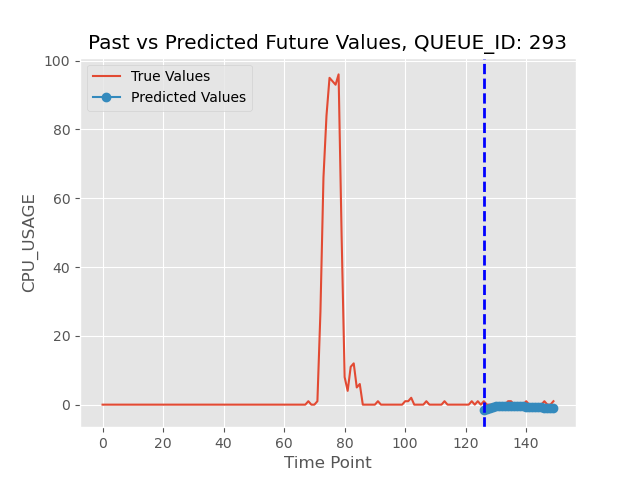 Past vs Predicted Future Values, QUEUE_ID: 293
True Values
Predicted Values
CPU_USAGE
100
80
60
40
20
0
0 20 40 60 80 100 120 140
Time Point